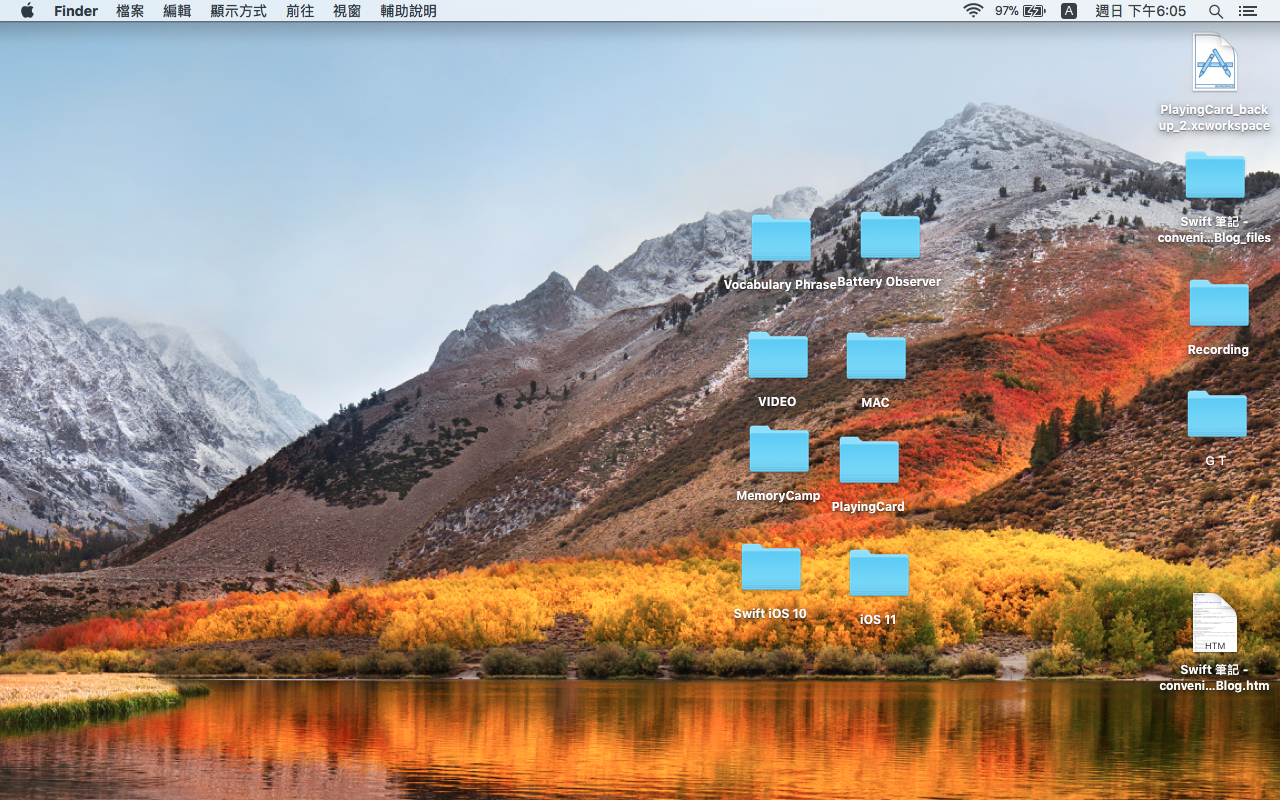 Finder 檔案 編輯 顯示方式 前往 視窗 輔助說明 97% A 週日 下午6:05
PlayingCard_back
up_2.xcworkspace
Swift 筆記 -
conveni...Blog_files
Vocabulary Phrase
Battery Observer
Recording
VIDEO
MAC
G T
MemoryCamp
PlayingCard
Swift iOS 10
iOS 11
HTM
Swift 筆記 -
conveni...Blog.htm